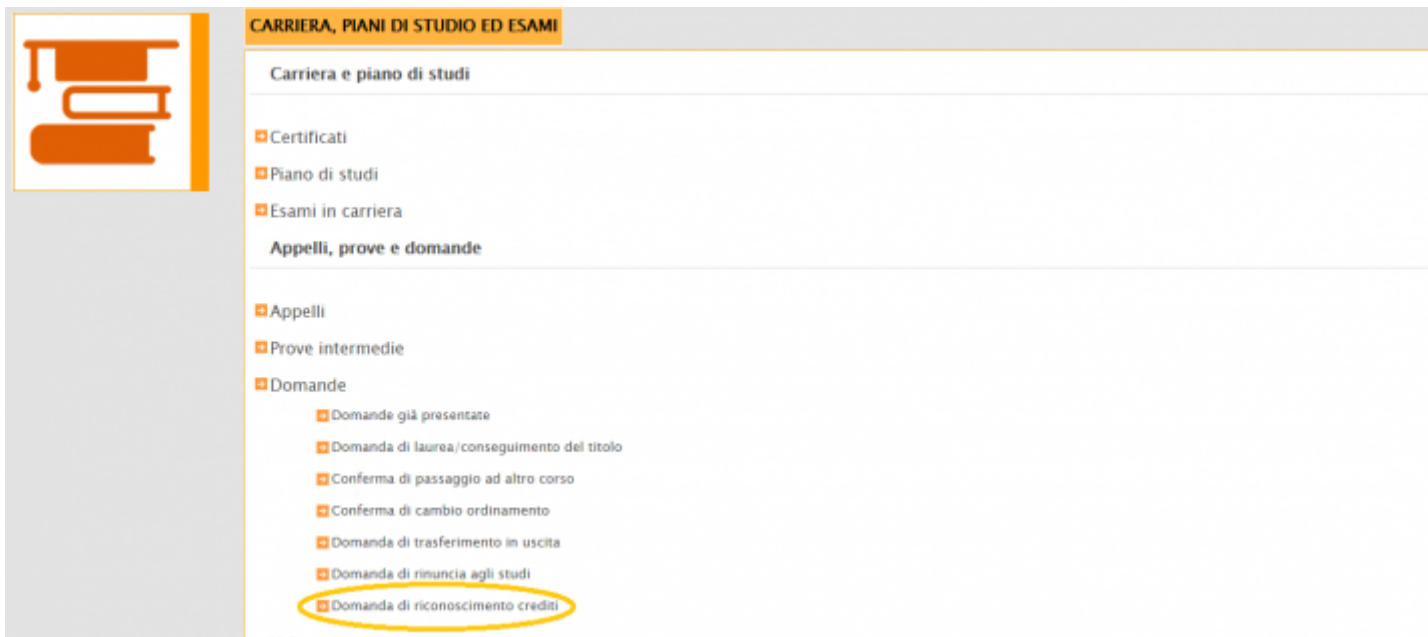 CARRIERA, PIANI DI STUDIO ED ESAMI
Carriera e piano di studi
Certificati
Piano di studi
Esami in carriera
Appelli, prove e domande
Appelli
Prove intermedie
Domande
Domande già presentate
Domanda di laurea/conseguimento del titolo
Conferma di passaggio ad altro corso
Conferma di cambio ordinamento
Domanda di trasferimento in uscita
Domanda di rinuncia agli studi
Domanda di riconoscimento crediti